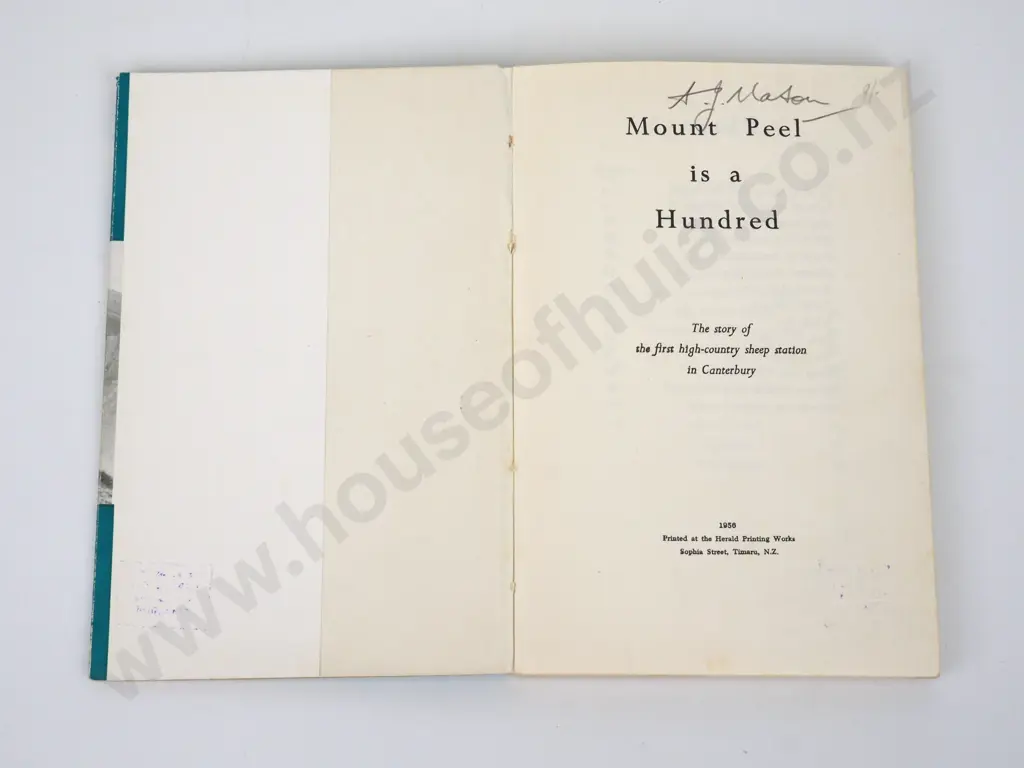 A. J. Mason
Mount Peel
is a
Hundred
The story of
the first high-country sheep station
in Canterbury
1956
Printed at the Herald Printing Works
Sophia Street, Timaru, N.Z.
www.houseofhuia.co.nz